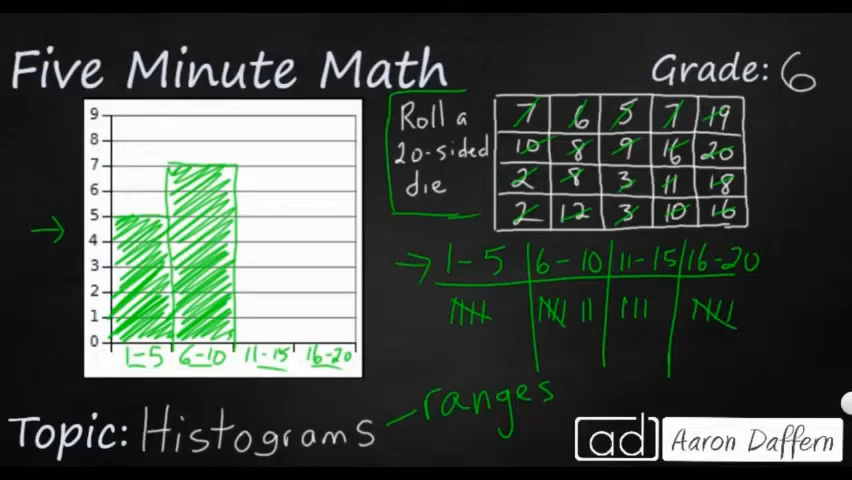 Five Minute Math
Grade: 6
9
8
7
6
5
4
3
2
1
0
1-5 6-10 11-15 16-20
Roll a
20-sided
die
7 6 5 7 19
10 8 9 16 20
2 8 3 11 18
2 12 3 10 16
1-5 6-10 11-15 16-20
ranges
Topic: Histograms
ad Aaron Daffern